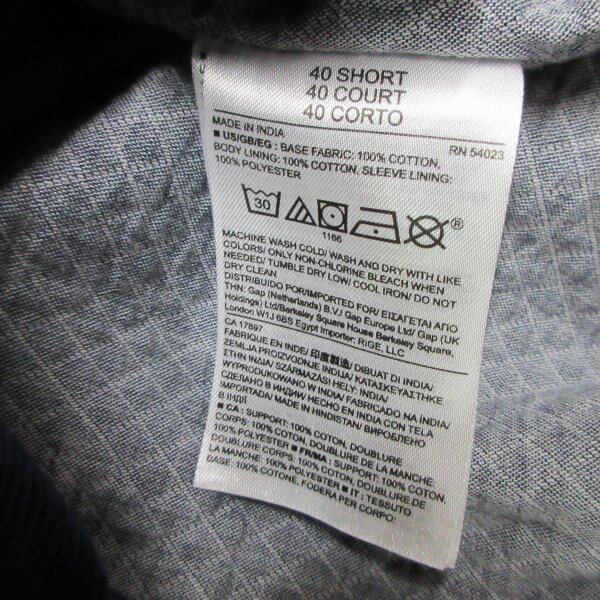 40 SHORT
40 COURT
40 CORTO
MADE IN INDIA
RN 54023
■ US/GB/EG : BASE FABRIC: 100% COTTON,
BODY LINING: 100% COTTON, SLEEVE LINING:
100% POLYESTER
30
®
1166
MACHINE WASH COLD/ WASH AND DRY WITH LIKE
COLORS/ ONLY NON-CHLORINE BLEACH WHEN
NEEDED/ TUMBLE DRY LOW/ COOL IRON/ DO NOT
DRY CLEAN
DISTRIBUIDO POR/IMPORTED FOR/ ΕΙΣΑΓΕΤΑΙ ΑΠΟ
THN: Gap (Netherlands) B.V./ Gap Europe Ltd/ Gap (UK
Holdings) Ltd/Berkeley Square House Berkeley Square,
London W1J 6BS Egypt Importer: RIGE, LLC
CA 17897
FABRIQUE EN INDE/ 印度製造/ DIBUAT DI INDIA/
ZEMLJA PROIZVODNJE INDIJA/ ΚΑΤΑΣΚΕΥΑΣΤΗΚΕ
ΣΤΗΝ INDIA/ SZÁRMAZÁSI HELY: INDIA/
WYPRODUKOWANO W INDIA/ FABRICADO NA ÍNDIA/
СДЕЛАНО В ИНДИИ/ HECHO EN INDIA CON TELA
IMPORTADA/ MADE IN HINDISTAN/ ВИРОБЛЕНО
В ІНДІЇ
■ CA : SUPPORT: 100% COTON, DOUBLURE
CORPS: 100% COTON, DOUBLURE DE LA MANCHE:
100% POLYESTER ■ FR/MA : SUPPORT: 100% COTON,
DOUBLURE CORPS: 100% COTON, DOUBLURE DE
LA MANCHE: 100% POLYESTER ■ IT : TESSUTO
BASE: 100% COTONE, FODERA PER CORPO: